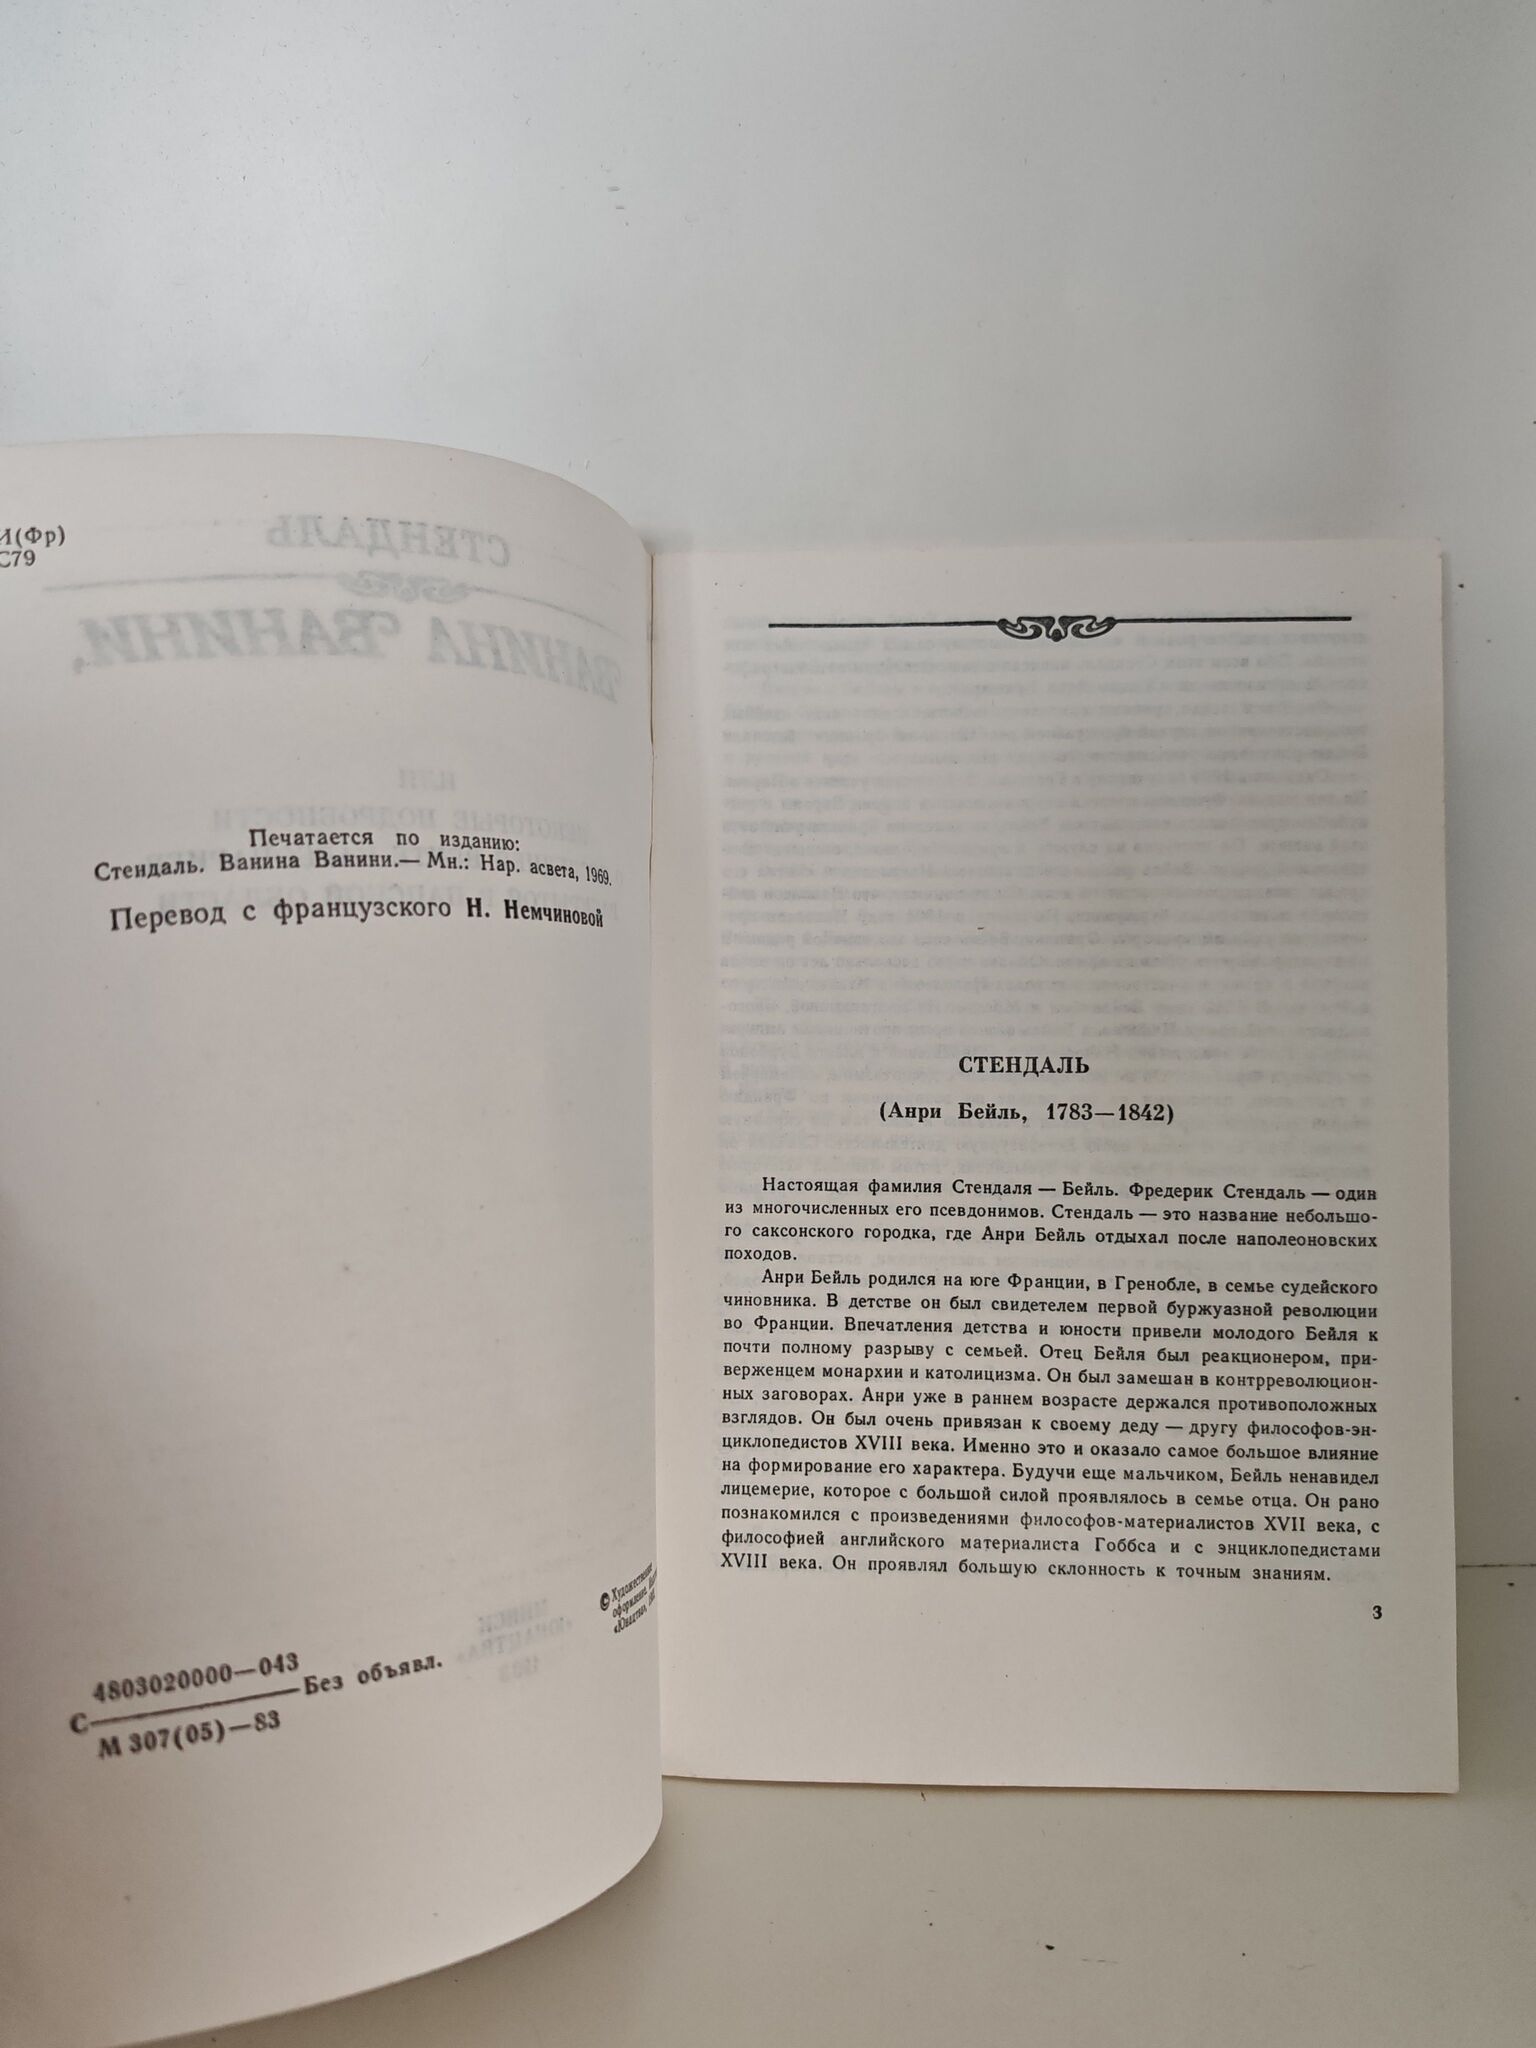 И(Фр)
С79
Печатается по изданию:
Стендаль. Ванина Ванини.— Мн.: Нар. асвета, 1969.
Перевод с французского Н. Немчиновой
4803020000—043
С Без объявл.
М 307(05)—83
© Художественное
оформление.
«Юнацтва»,
СТЕНДАЛЬ
(Анри Бейль, 1783—1842)
Настоящая фамилия Стендаля — Бейль. Фредерик Стендаль — один
из многочисленных его псевдонимов. Стендаль — это название небольшо-
го саксонского городка, где Анри Бейль отдыхал после наполеоновских
походов.
Анри Бейль родился на юге Франции, в Гренобле, в семье судейского
чиновника. В детстве он был свидетелем первой буржуазной революции
во Франции. Впечатления детства и юности привели молодого Бейля к
почти полному разрыву с семьей. Отец Бейля был реакционером, при-
верженцем монархии и католицизма. Он был замешан в контрреволюцион-
ных заговорах. Анри уже в раннем возрасте держался противоположных
взглядов. Он был очень привязан к своему деду — другу философов-эн-
циклопедистов XVIII века. Именно это и оказало самое большое влияние
на формирование его характера. Будучи еще мальчиком, Бейль ненавидел
лицемерие, которое с большой силой проявлялось в семье отца. Он рано
познакомился с произведениями философов-материалистов XVII века, с
философией английского материалиста Гоббса и с энциклопедистами
XVIII века. Он проявлял большую склонность к точным знаниям.
3